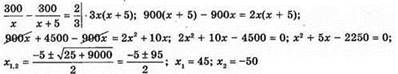 300/x − 300/(x + 5) = 2/3 | · 3x(x + 5); 900(x + 5) − 900x = 2x(x + 5);
900x + 4500 − 900x = 2x² + 10x; 2x² + 10x − 4500 = 0; x² + 5x − 2250 = 0;
x₁,₂ = (−5 ± √(25 + 9000))/2 = (−5 ± 95)/2; x₁ = 45; x₂ = −50